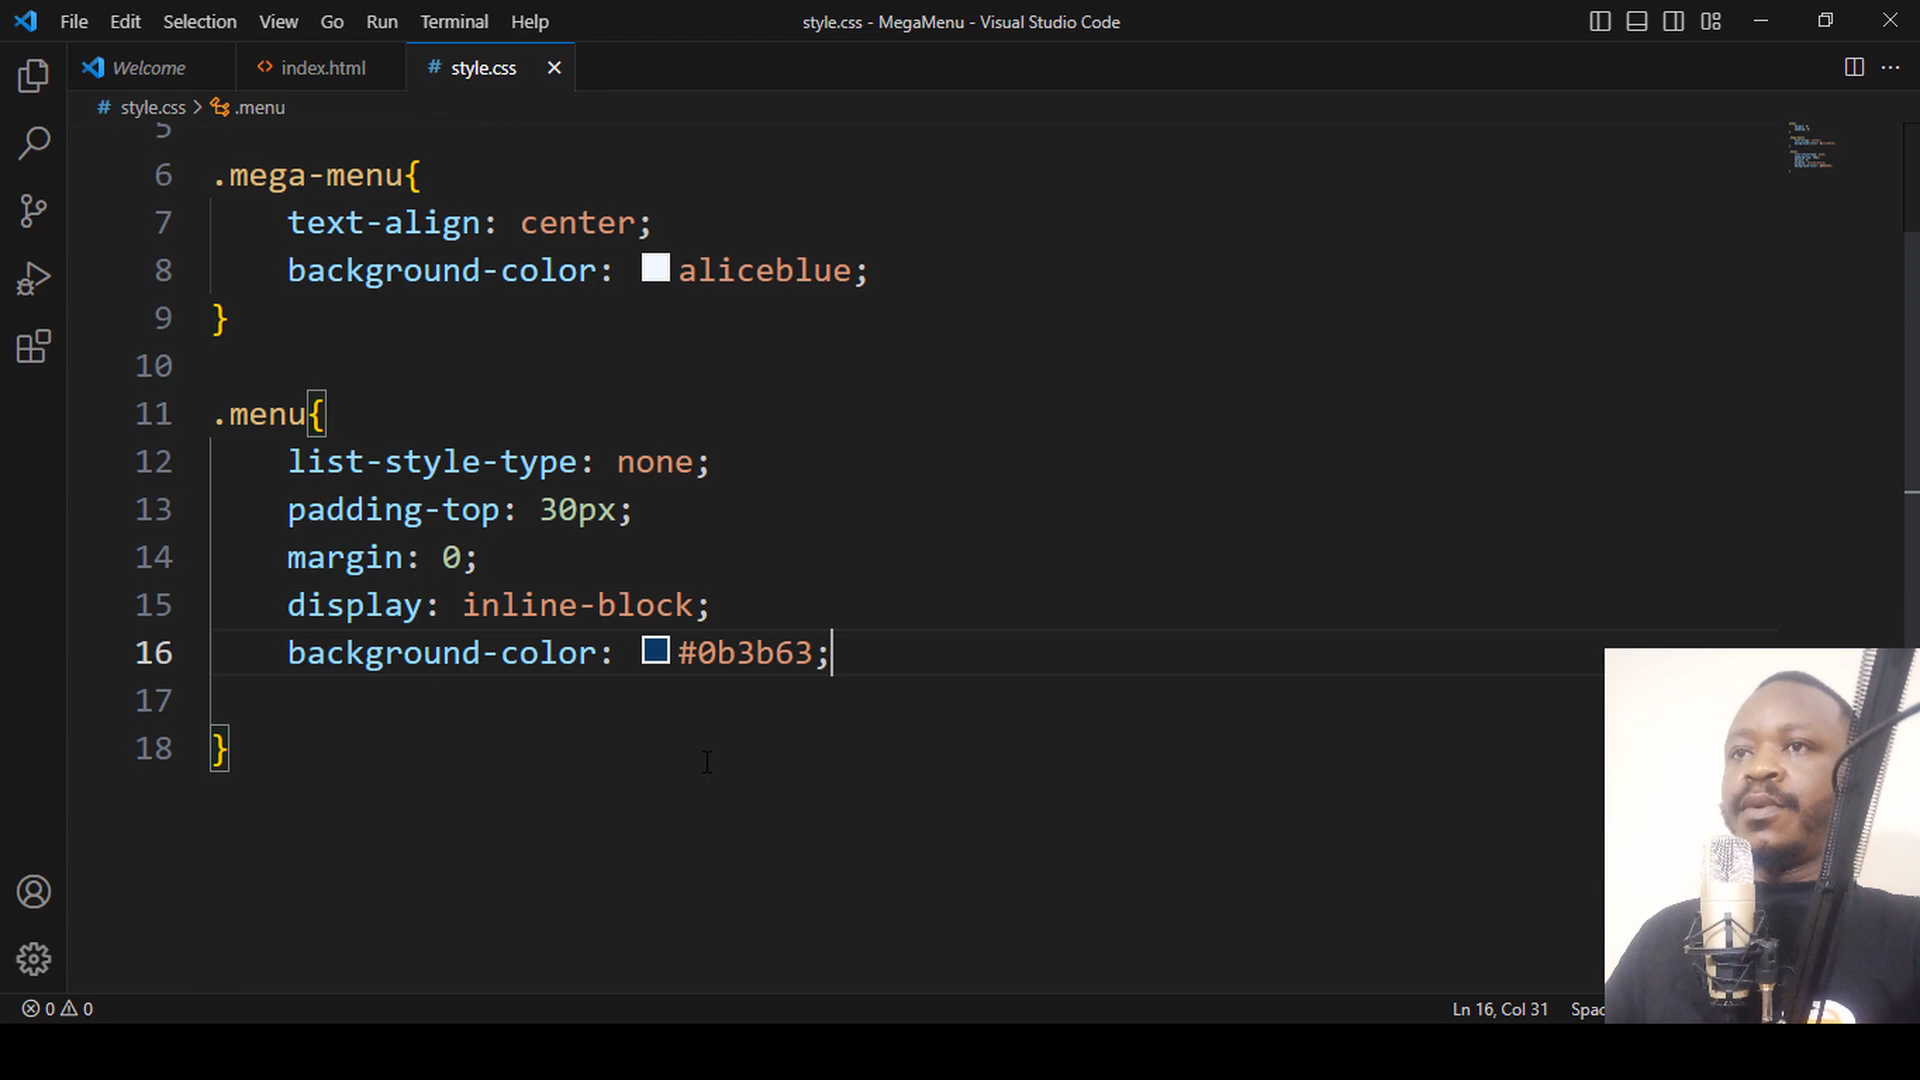 File Edit Selection View Go Run Terminal Help style.css - MegaMenu - Visual Studio Code
Welcome index.html # style.css
# style.css > .menu
5
6 .mega-menu{
7 text-align: center;
8 background-color: aliceblue;
9 }
10
11 .menu{
12 list-style-type: none;
13 padding-top: 30px;
14 margin: 0;
15 display: inline-block;
16 background-color: #0b3b63;
17
18 }
0 0 Ln 16, Col 31 Spac